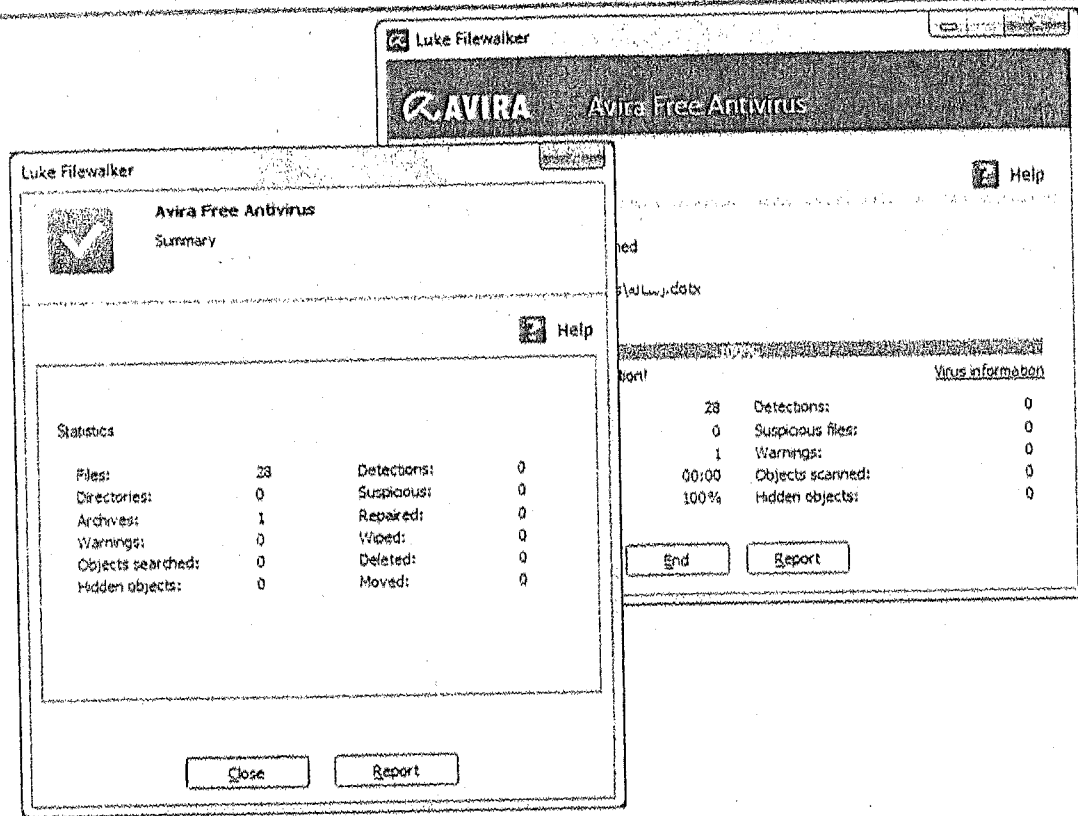 Luke Filewalker
AVIRA Avira Free Antivirus
Help
ned
رسالة.dotx
100%
tion!
Virus information
28 Detections: 0
0 Suspicious files: 0
1 Warnings: 0
00:00 Objects scanned: 0
100% Hidden objects: 0
End Report
Luke Filewalker
Avira Free Antivirus
Summary
Help
Statistics
Files: 28 Detections: 0
Directories: 0 Suspicious: 0
Archives: 1 Repaired: 0
Warnings: 0 Wiped: 0
Objects searched: 0 Deleted: 0
Hidden objects: 0 Moved: 0
Close Report